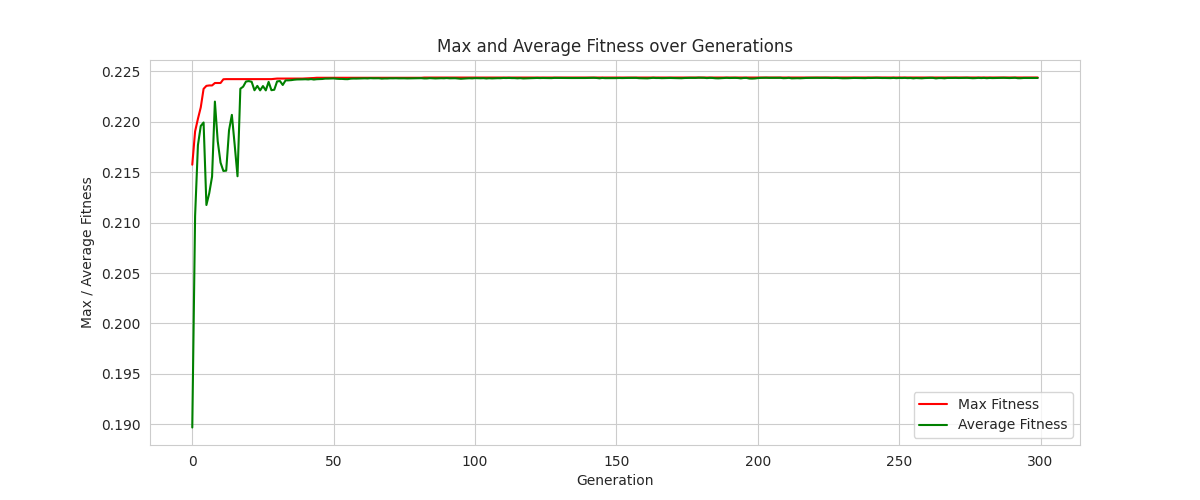 Max and Average Fitness over Generations
Max / Average Fitness
0.225
0.220
0.215
0.210
0.205
0.200
0.195
0.190
0 50 100 150 200 250 300
Generation
Max Fitness
Average Fitness